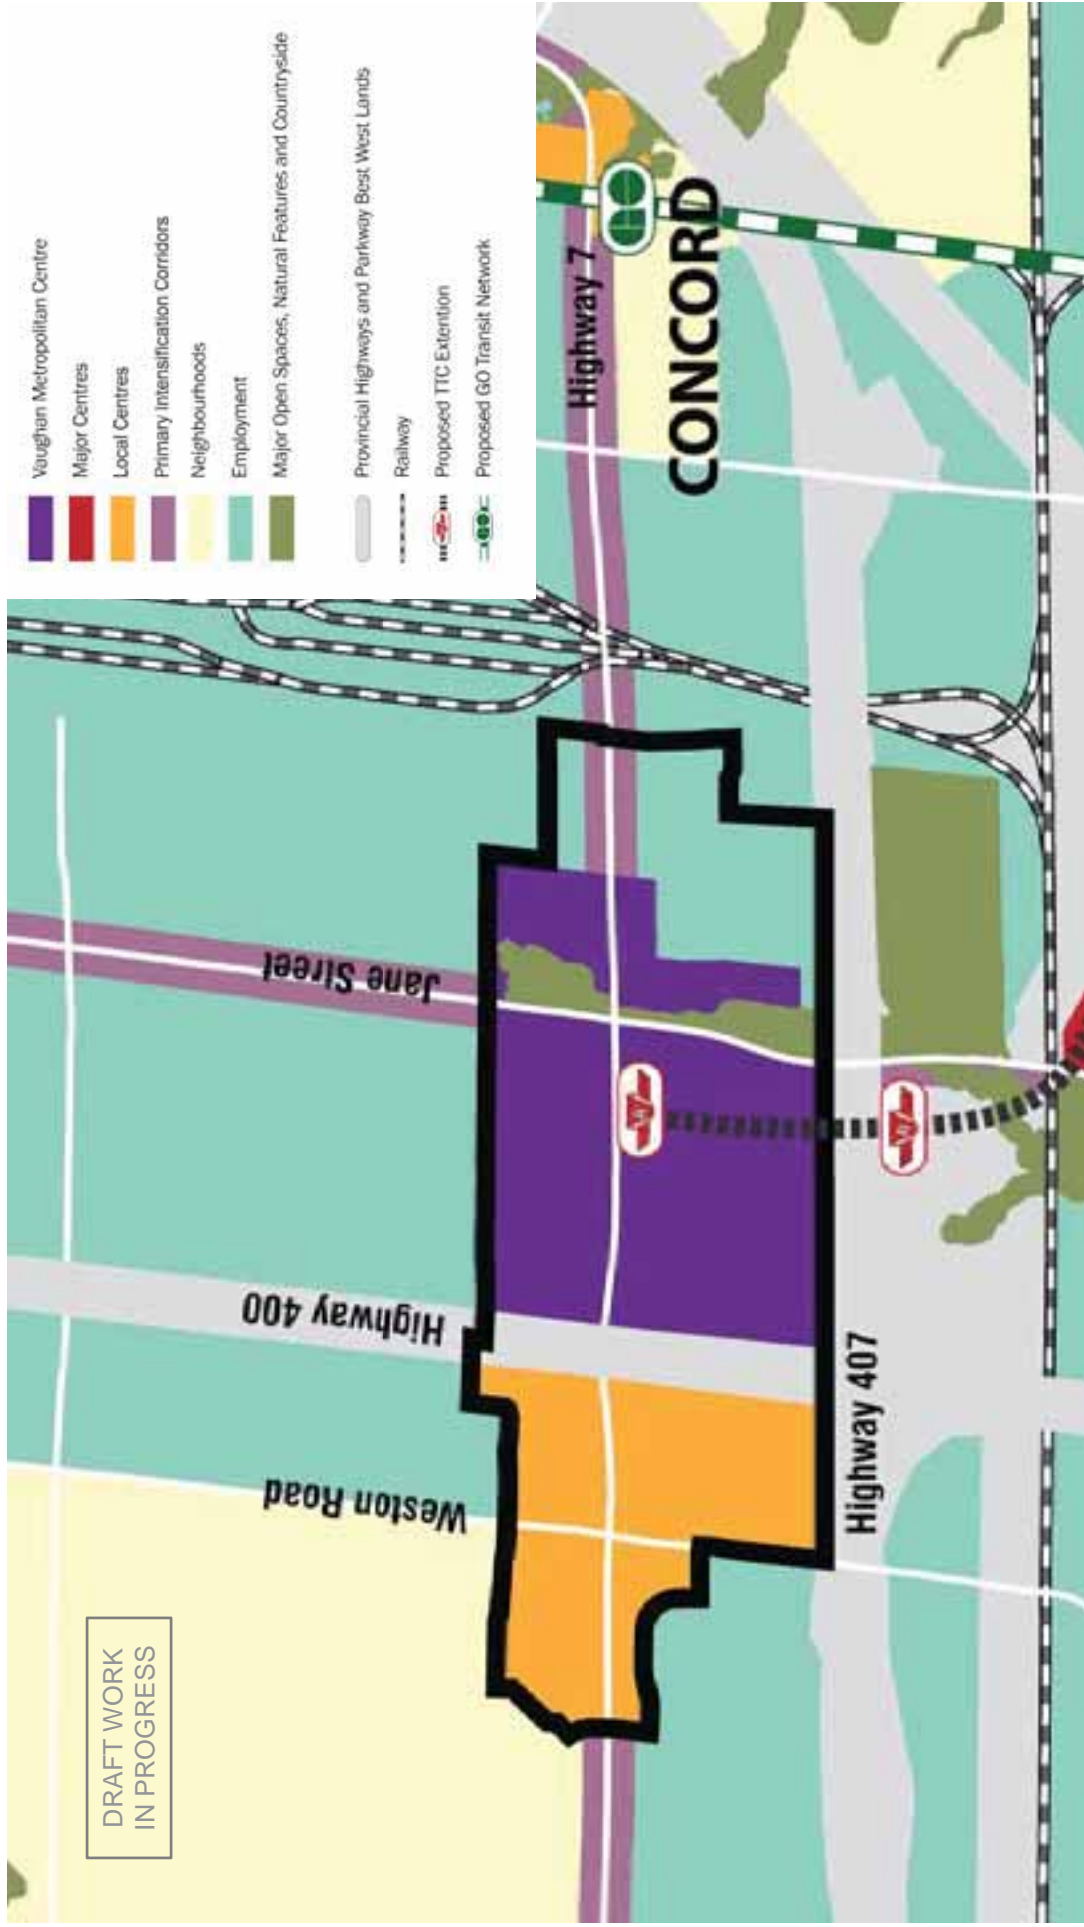 Vaughan Metropolitan Centre
Major Centres
Local Centres
Primary Intensification Corridors
Neighbourhoods
Employment
Major Open Spaces, Natural Features and Countryside
Provincial Highways and Parkway Best West Lands
Railway
Proposed TTC Extention
Proposed GO Transit Network
DRAFT WORK
IN PROGRESS
Weston Road
Highway 400
Jane Street
Highway 7
CONCORD
Highway 407
GO